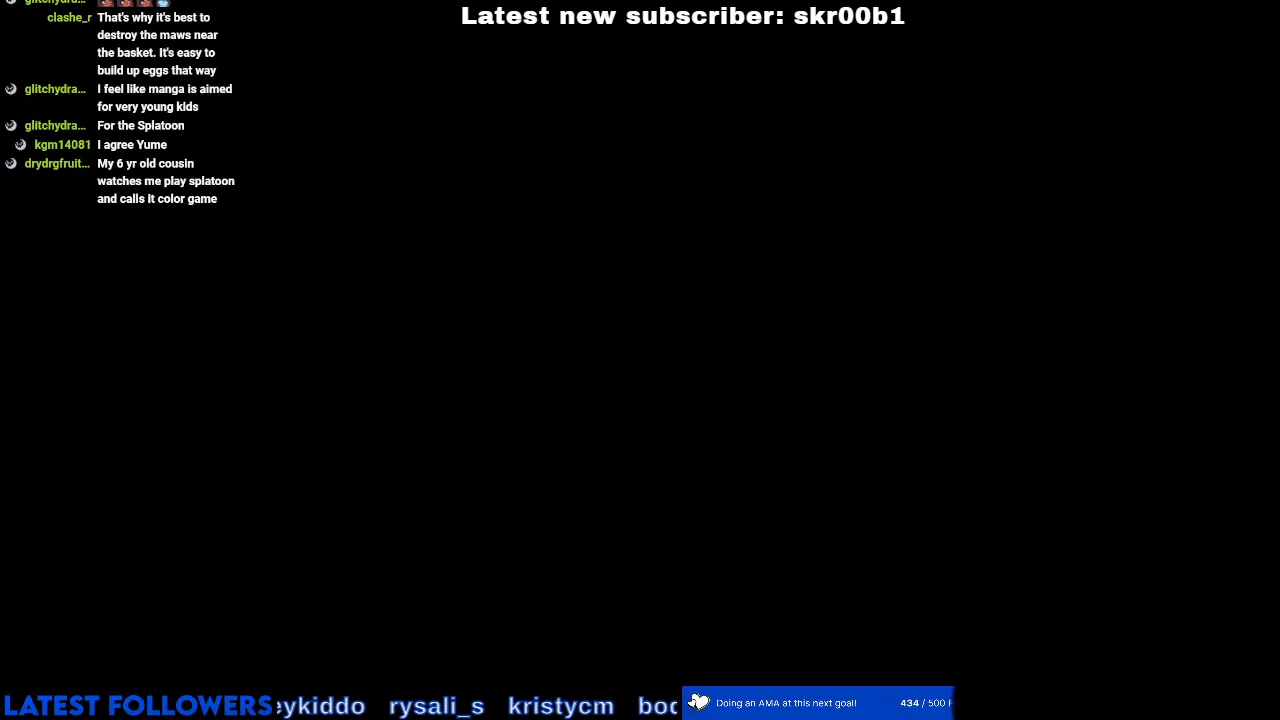 Latest new subscriber: skr00b1
clashe_r That's why it's best to
destroy the maws near
the basket. It's easy to
build up eggs that way
glitchydra... I feel like manga is aimed
for very young kids
glitchydra... For the Splatoon
kgm14081 I agree Yume
drydrgfruit... My 6 yr old cousin
watches me play splatoon
and calls it color game
LATEST FOLLOWERS eykiddo rysali_s kristycm
Doing an AMA at this next goal! 434 / 500